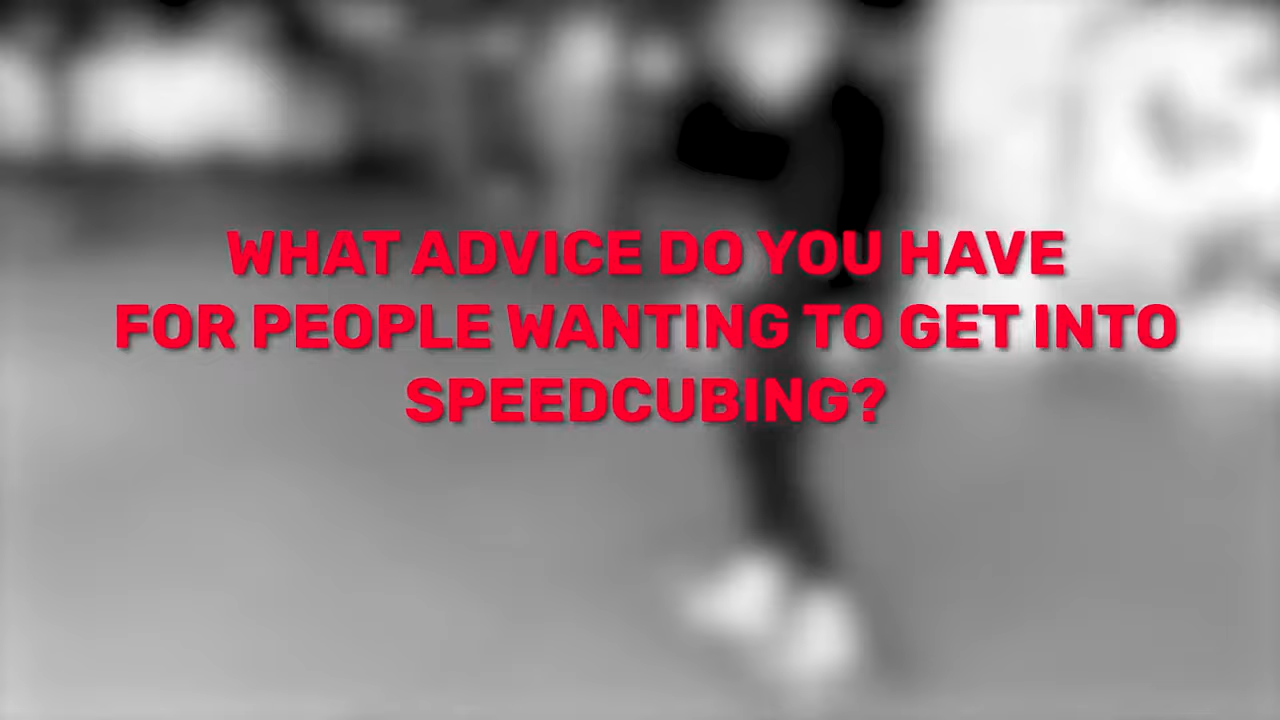 WHAT ADVICE DO YOU HAVE
FOR PEOPLE WANTING TO GET INTO
SPEEDCUBING?